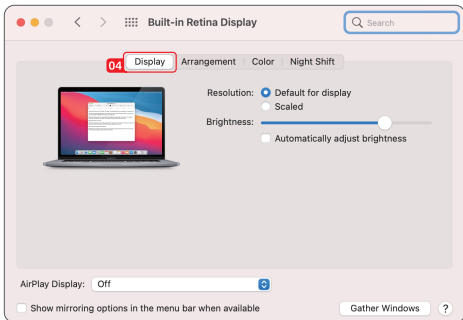 Built-in Retina Display
Search
04
Display
Arrangement
Color
Night Shift
Resolution:
Default for display
Scaled
Brightness:
Automatically adjust brightness
AirPlay Display:
Off
Show mirroring options in the menu bar when available
Gather Windows
?